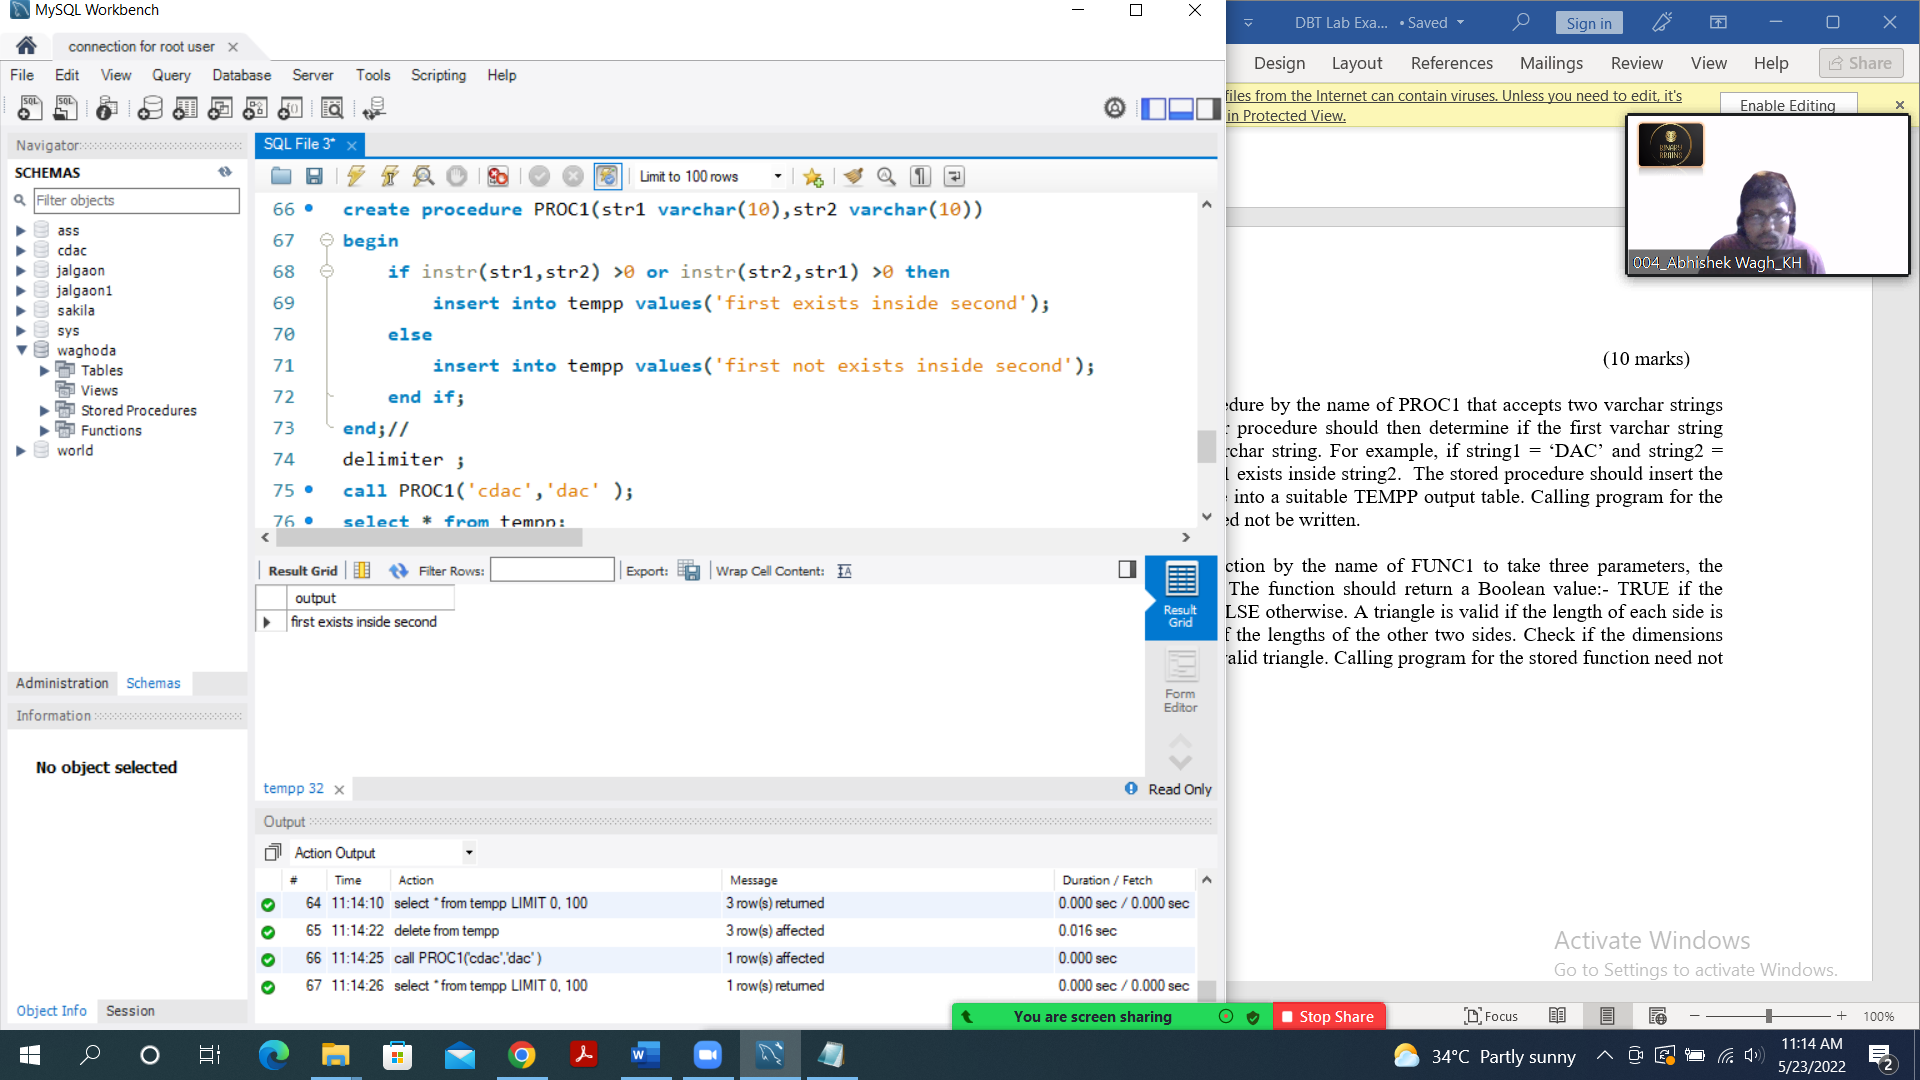 MySQL Workbench
connection for root user
File Edit View Query Database Server Tools Scripting Help
Navigator
SCHEMAS
Filter objects
ass
cdac
jalgaon
jalgaon1
sakila
sys
waghoda
Tables
Views
Stored Procedures
Functions
world
Administration Schemas
Information
No object selected
Object Info Session
SQL File 3*
Limit to 100 rows
66 create procedure PROC1(str1 varchar(10),str2 varchar(10))
67 begin
68 if instr(str1,str2) >0 or instr(str2,str1) >0 then
69 insert into tempp values('first exists inside second');
70 else
71 insert into tempp values('first not exists inside second');
72 end if;
73 end;//
74 delimiter ;
75 call PROC1('cdac','dac' );
76 select * from tempp;
Result Grid Filter Rows: Export: Wrap Cell Content:
output
first exists inside second
Result Grid
Form Editor
tempp 32
Read Only
Output
Action Output
# Time Action Message Duration / Fetch
64 11:14:10 select * from tempp LIMIT 0, 100 3 row(s) returned 0.000 sec / 0.000 sec
65 11:14:22 delete from tempp 3 row(s) affected 0.016 sec
66 11:14:25 call PROC1('cdac','dac' ) 1 row(s) affected 0.000 sec
67 11:14:26 select * from tempp LIMIT 0, 100 1 row(s) returned 0.000 sec / 0.000 sec
You are screen sharing Stop Share
DBT Lab Exa... • Saved Sign in
Design Layout References Mailings Review View Help Share
files from the Internet can contain viruses. Unless you need to edit, it's
in Protected View.
Enable Editing
BINARY BRAINS
004_Abhishek Wagh_KH
(10 marks)
edure by the name of PROC1 that accepts two varchar strings
r procedure should then determine if the first varchar string
rchar string. For example, if string1 = ‘DAC’ and string2 =
1 exists inside string2. The stored procedure should insert the
e into a suitable TEMPP output table. Calling program for the
ed not be written.
ction by the name of FUNC1 to take three parameters, the
The function should return a Boolean value:- TRUE if the
LSE otherwise. A triangle is valid if the length of each side is
f the lengths of the other two sides. Check if the dimensions
valid triangle. Calling program for the stored function need not
Activate Windows
Go to Settings to activate Windows.
Focus 100%
34°C Partly sunny
11:14 AM
5/23/2022
2